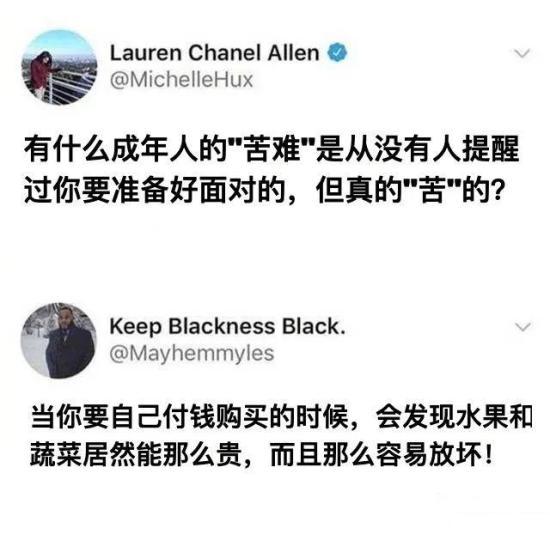 Lauren Chanel Allen
@MichelleHux
有什么成年人的"苦难"是从没有人提醒
过你要准备好面对的，但真的"苦"的？
Keep Blackness Black.
@Mayhemmyles
当你要自己付钱购买的时候，会发现水果和
蔬菜居然能那么贵，而且那么容易放坏！